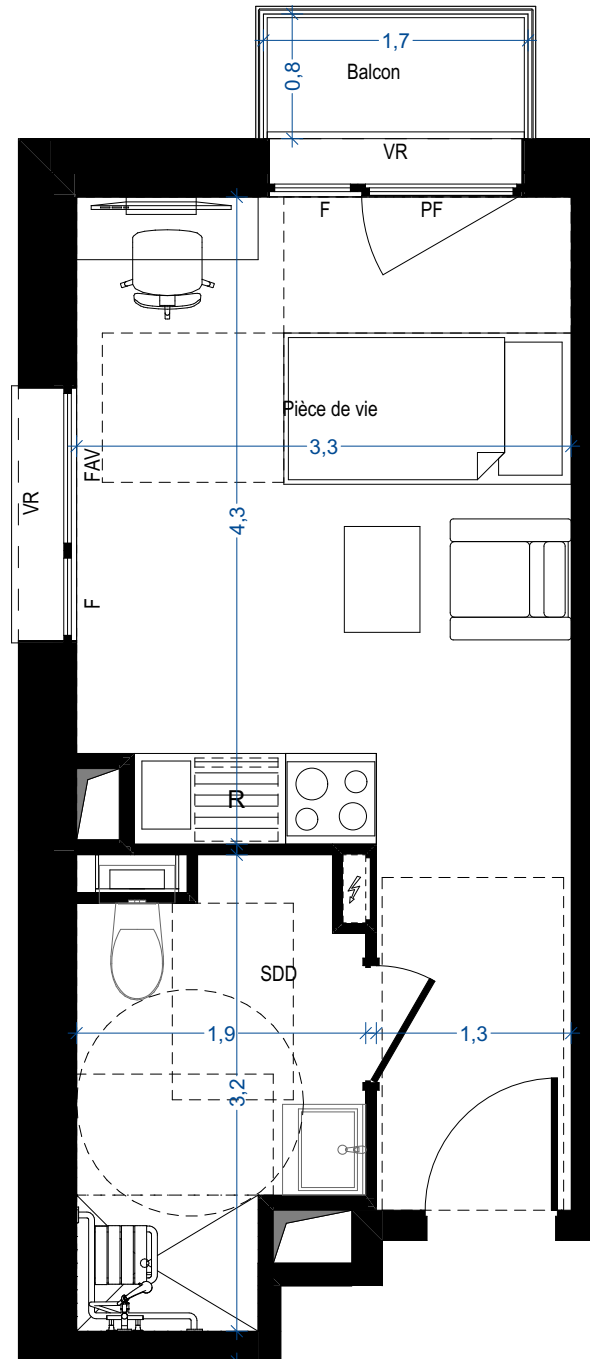 1,7
0,8
Balcon
VR
F
PF
Pièce de vie
3,3
FAV
VR
4,3
F
R
SDD
1,9
1,3
3,2